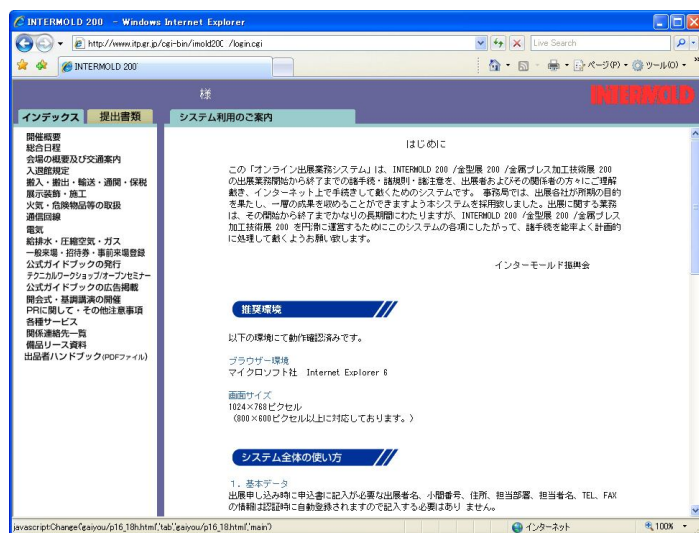 INTERMOLD 200 - Windows Internet Explorer
http://www.itp.gr.jp/cgi-bin/imold20C /login.cgi
Live Search
INTERMOLD 200
ページ(P)
ツール(O)
様
INTERMOLD
インデックス
提出書類
システム利用のご案内
開催概要
総合日程
会場の概要及び交通案内
入退館規定
搬入・搬出・輸送・通関・保税
展示装飾・施工
火気・危険物品等の取扱
通信回線
電気
給排水・圧縮空気・ガス
一般来場・招待券・事前来場登録
公式ガイドブックの発行
テクニカルワークショップ/オープンセミナー
公式ガイドブックの広告掲載
開会式・基調講演の開催
PRに関して・その他注意事項
各種サービス
関係連絡先一覧
備品リース資料
出品者ハンドブック(PDFファイル)
はじめに
この「オンライン出展業務システム」は、INTERMOLD 200 /金型展 200 /金属プレス加工技術展 200
の出展業務開始から終了までの諸手続・諸規則・諸注意を、出展者およびその関係者の方々にご理解
戴き、インターネット上で手続きして戴くためのシステムです。 事務局では、出展各社が所期の目的
を果たし、一層の成果を収めることができますよう本システムを採用致しました。出展に関する業務
は、その開始から終了までかなりの長期間にわたりますが、INTERMOLD 200 /金型展 200 /金属プレス
加工技術展 200 を円滑に運営するためにこのシステムの各項にしたがって、諸手続を能率よく計画的
に処理して戴くようお願い致します。
インターモールド振興会
推奨環境
以下の環境にて動作確認済みです。
ブラウザー環境
マイクロソフト社 Internet Explorer 6
画面サイズ
1024×768ピクセル
(800×600ピクセル以上に対応しております。)
システム全体の使い方
1. 基本データ
出展申し込み時に申込書に記入が必要な出展者名、小間番号、住所、担当部署、担当者名、TEL、FAX
の情報は認証時に自動登録されますので記入する必要はあり ません。
javascript:Change('gaiyou/p16_18h.html','tab','gaiyou/p16_18.html','main')
インターネット
100%